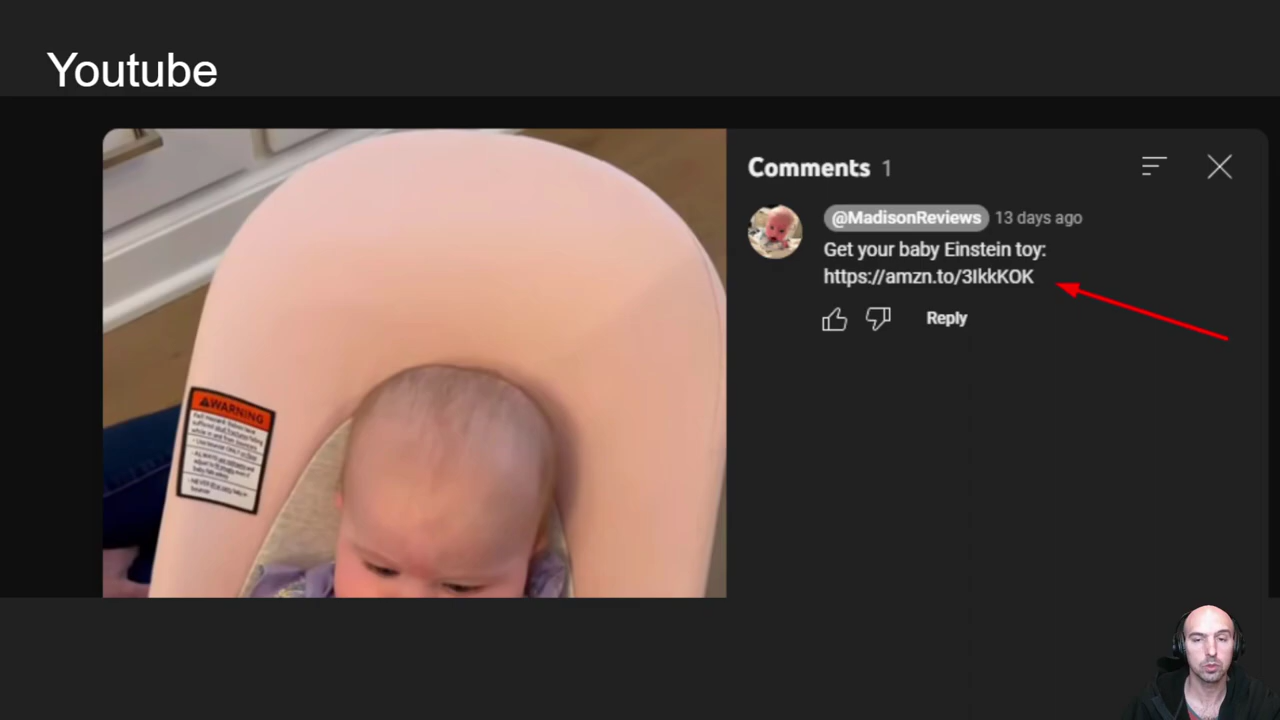 Youtube
Comments 1
@MadisonReviews 13 days ago
Get your baby Einstein toy:
https://amzn.to/3IkkKOK
Reply
WARNING